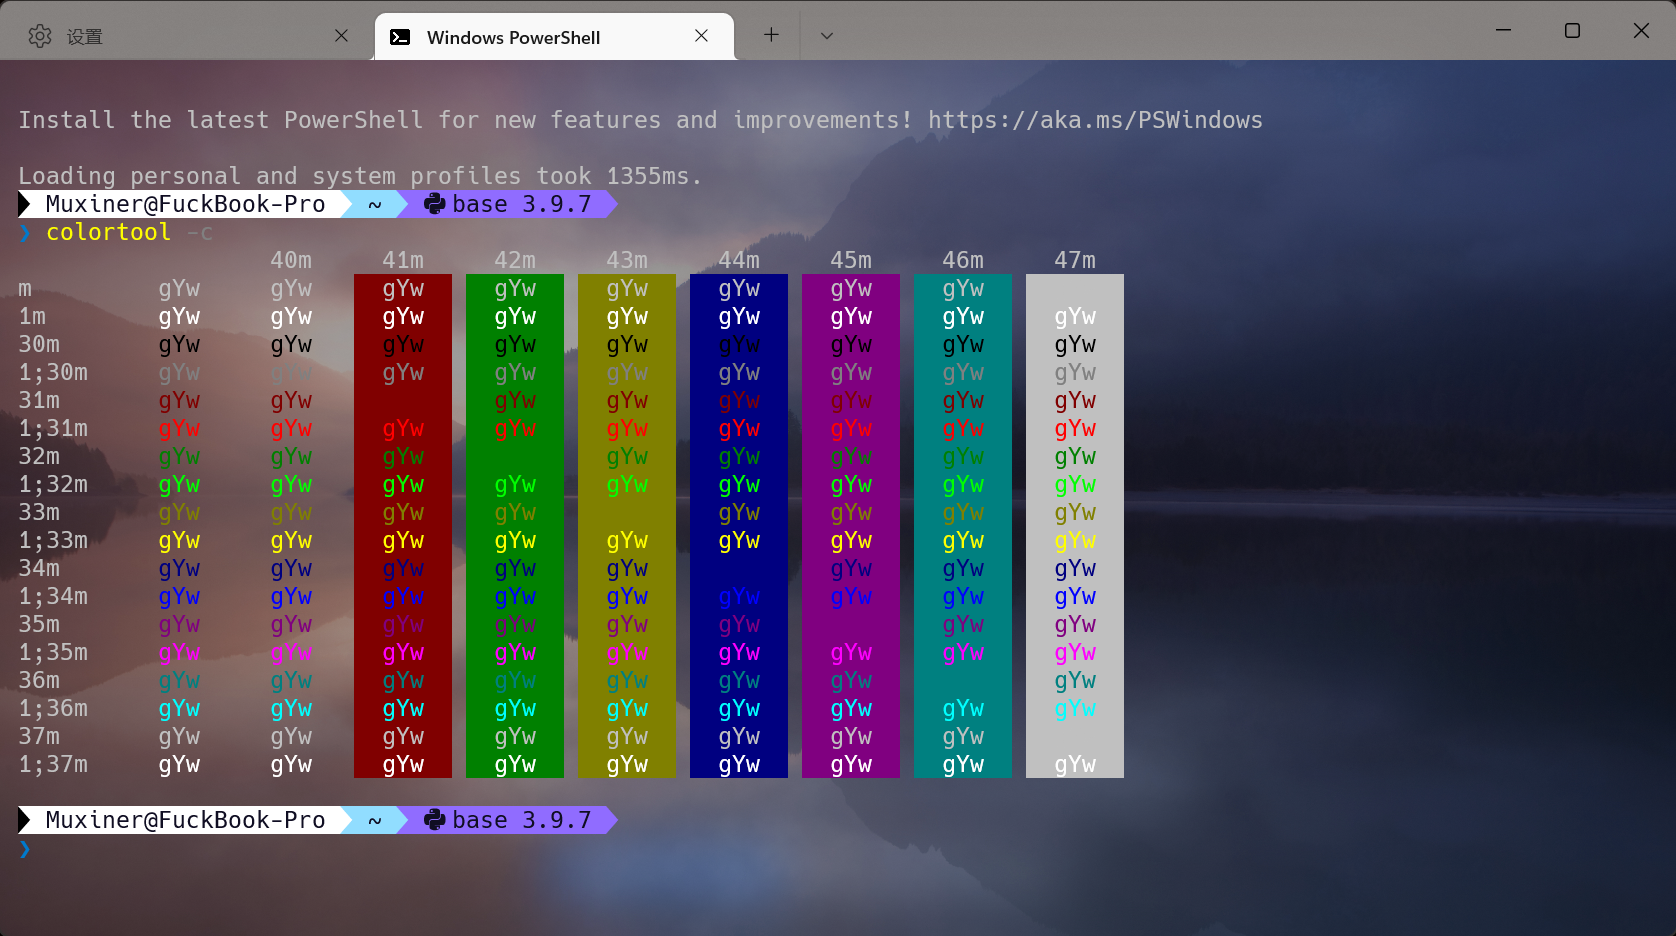 设置
Windows PowerShell
Install the latest PowerShell for new features and improvements! https://aka.ms/PSWindows
Loading personal and system profiles took 1355ms.
Muxiner@FuckBook-Pro ~ base 3.9.7
❯ colortool -c
40m 41m 42m 43m 44m 45m 46m 47m
m gYw gYw gYw gYw gYw gYw gYw gYw
1m gYw gYw gYw gYw gYw gYw gYw gYw gYw
30m gYw gYw gYw gYw gYw gYw gYw gYw gYw
1;30m gYw gYw gYw gYw gYw gYw gYw gYw gYw
31m gYw gYw gYw gYw gYw gYw gYw gYw
1;31m gYw gYw gYw gYw gYw gYw gYw gYw gYw
32m gYw gYw gYw gYw gYw gYw gYw gYw
1;32m gYw gYw gYw gYw gYw gYw gYw gYw gYw
33m gYw gYw gYw gYw gYw gYw gYw gYw
1;33m gYw gYw gYw gYw gYw gYw gYw gYw gYw
34m gYw gYw gYw gYw gYw gYw gYw gYw
1;34m gYw gYw gYw gYw gYw gYw gYw gYw gYw
35m gYw gYw gYw gYw gYw gYw gYw gYw
1;35m gYw gYw gYw gYw gYw gYw gYw gYw gYw
36m gYw gYw gYw gYw gYw gYw gYw gYw
1;36m gYw gYw gYw gYw gYw gYw gYw gYw gYw
37m gYw gYw gYw gYw gYw gYw gYw gYw
1;37m gYw gYw gYw gYw gYw gYw gYw gYw gYw
Muxiner@FuckBook-Pro ~ base 3.9.7
❯